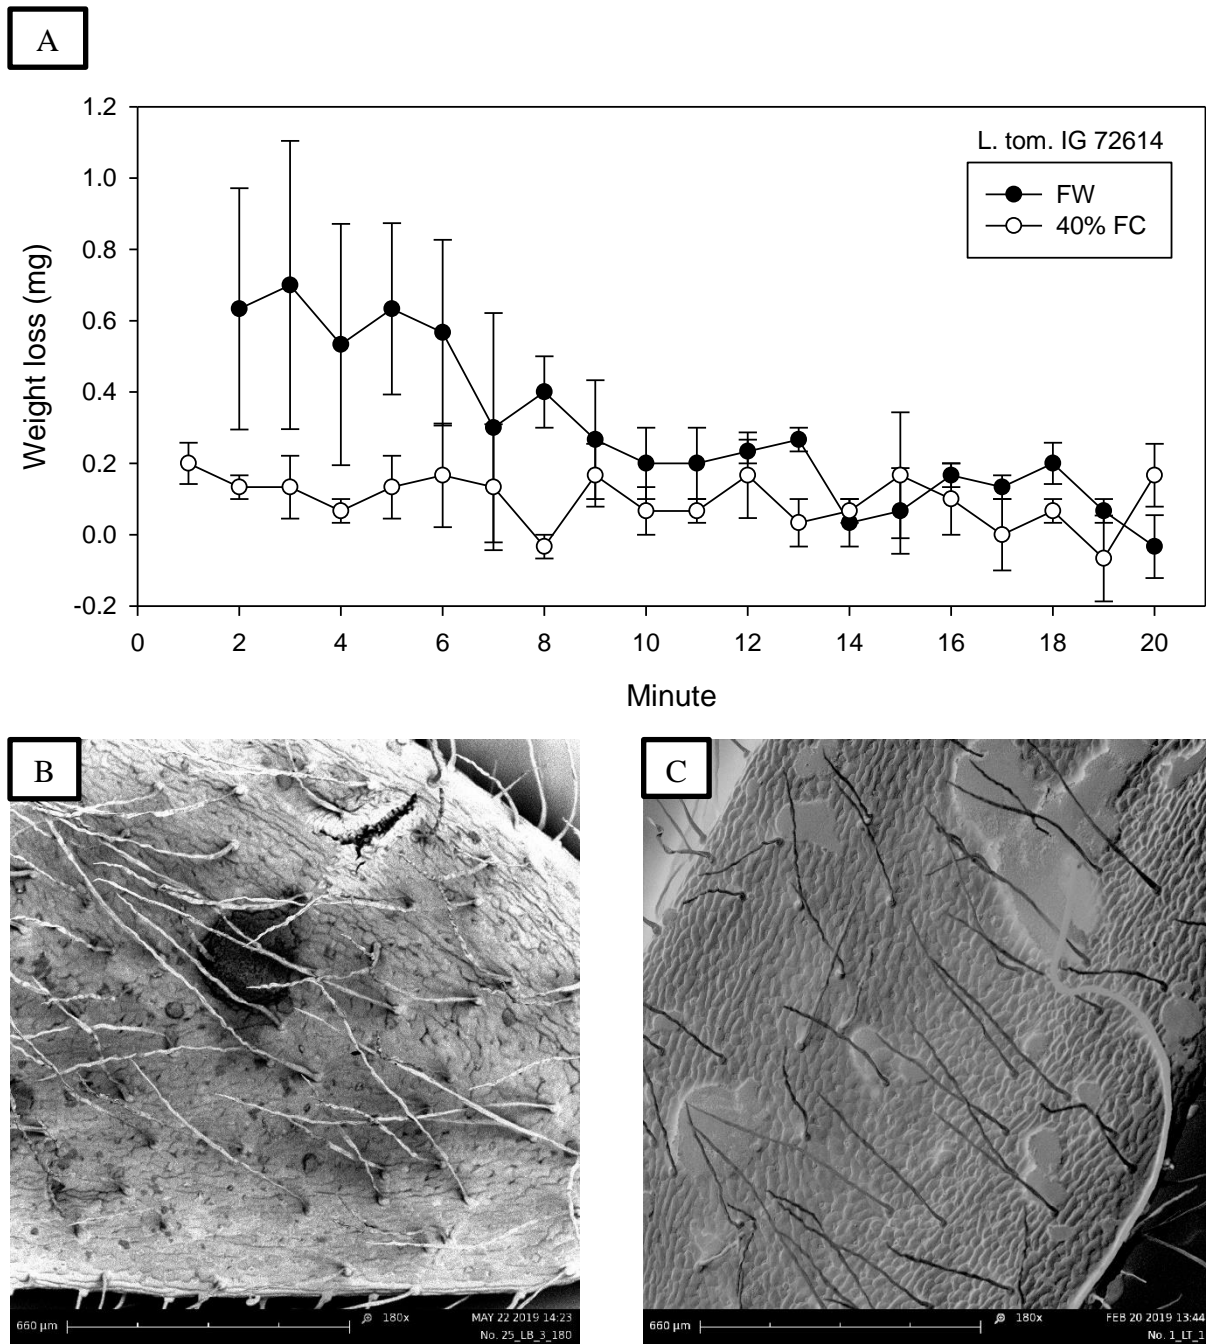 A
1.2
1.0
0.8
0.6
0.4
0.2
0.0
-0.2
Weight loss (mg)
L. tom. IG 72614
FW
40% FC
0 2 4 6 8 10 12 14 16 18 20
Minute
B
C
660 µm 180x MAY 22 2019 14:23
No. 25_LB_3_180
660 µm 180x FEB 20 2019 13:44
No. 1_LT_1